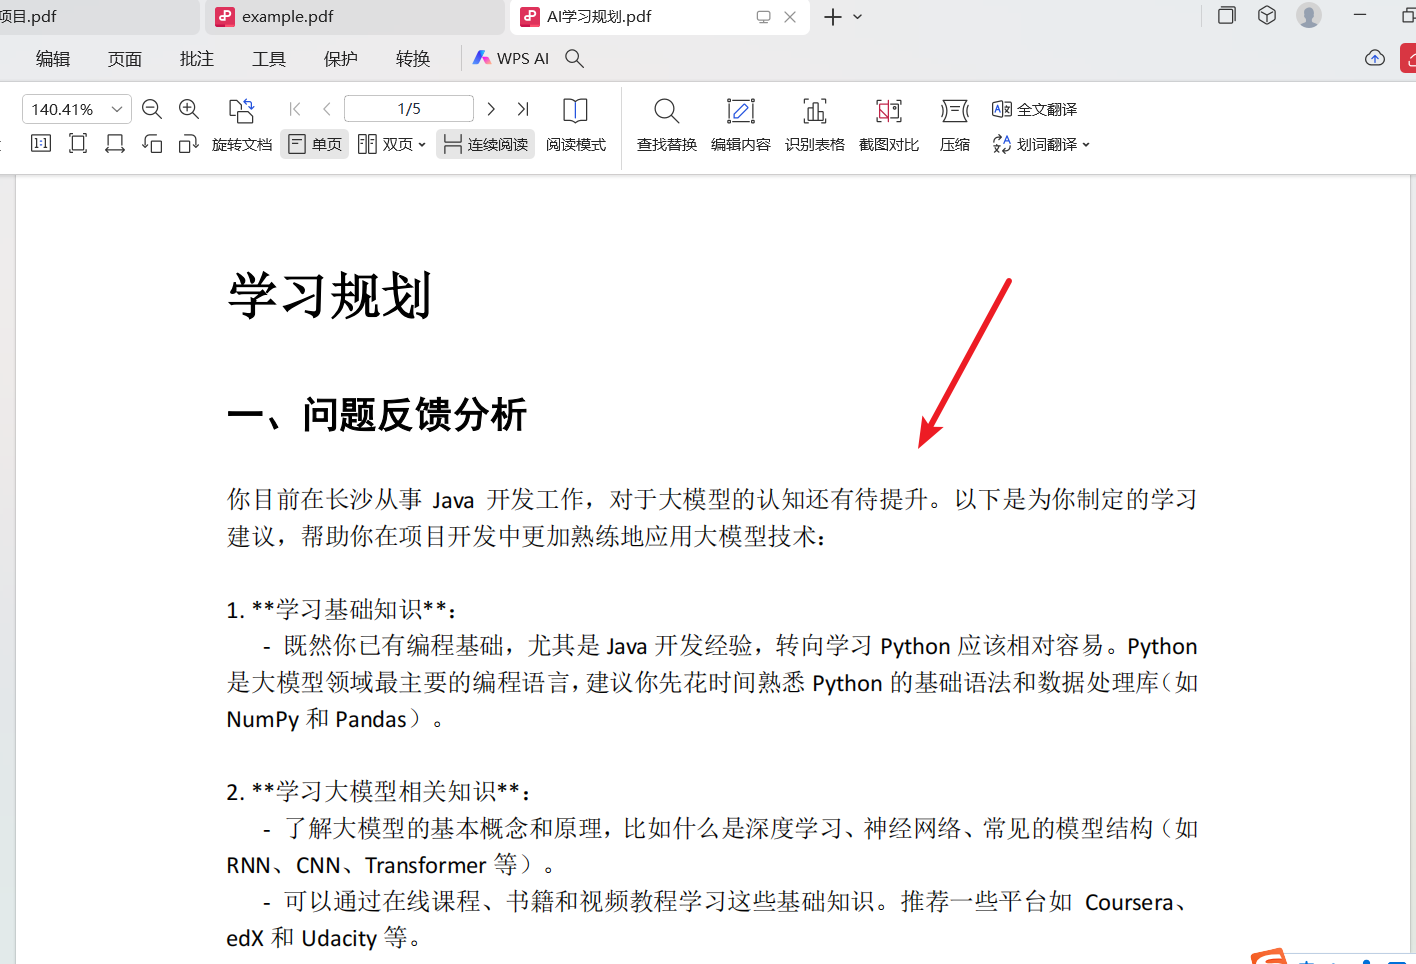 项目.pdf
example.pdf
AI学习规划.pdf
编辑 页面 批注 工具 保护 转换 WPS AI
140.41%
1/5
全文翻译
1:1
旋转文档 单页 双页 连续阅读 阅读模式 查找替换 编辑内容 识别表格 截图对比 压缩 划词翻译
学习规划
一、问题反馈分析
你目前在长沙从事 Java 开发工作，对于大模型的认知还有待提升。以下是为你制定的学习
建议，帮助你在项目开发中更加熟练地应用大模型技术：
1. **学习基础知识**：
- 既然你已有编程基础，尤其是 Java 开发经验，转向学习 Python 应该相对容易。Python
是大模型领域最主要的编程语言，建议你先花时间熟悉 Python 的基础语法和数据处理库（如
NumPy 和 Pandas）。
2. **学习大模型相关知识**：
- 了解大模型的基本概念和原理，比如什么是深度学习、神经网络、常见的模型结构（如
RNN、CNN、Transformer 等）。
- 可以通过在线课程、书籍和视频教程学习这些基础知识。推荐一些平台如 Coursera、
edX 和 Udacity 等。